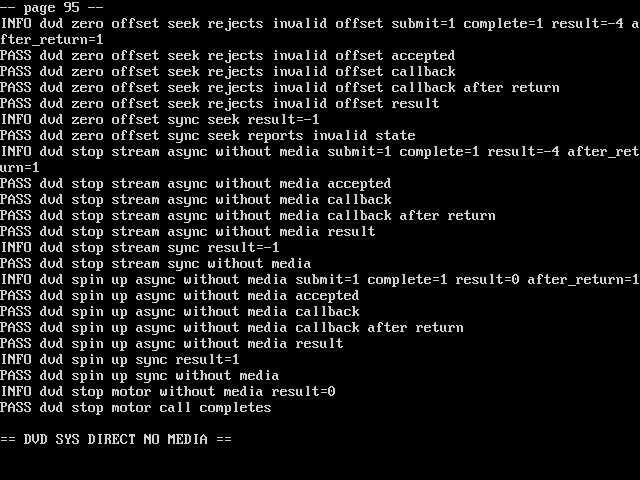 -- page 95 --
INFO dvd zero offset seek rejects invalid offset submit=1 complete=1 result=-4 a
fter_return=1
PASS dvd zero offset seek rejects invalid offset accepted
PASS dvd zero offset seek rejects invalid offset callback
PASS dvd zero offset seek rejects invalid offset callback after return
PASS dvd zero offset seek rejects invalid offset result
INFO dvd zero offset sync seek result=-1
PASS dvd zero offset sync seek reports invalid state
INFO dvd stop stream async without media submit=1 complete=1 result=-4 after_ret
urn=1
PASS dvd stop stream async without media accepted
PASS dvd stop stream async without media callback
PASS dvd stop stream async without media callback after return
PASS dvd stop stream async without media result
INFO dvd stop stream sync result=-1
PASS dvd stop stream sync without media
INFO dvd spin up async without media submit=1 complete=1 result=0 after_return=1
PASS dvd spin up async without media accepted
PASS dvd spin up async without media callback
PASS dvd spin up async without media callback after return
PASS dvd spin up async without media result
INFO dvd spin up sync result=1
PASS dvd spin up sync without media
INFO dvd stop motor without media result=0
PASS dvd stop motor call completes
== DVD SYS DIRECT NO MEDIA ==